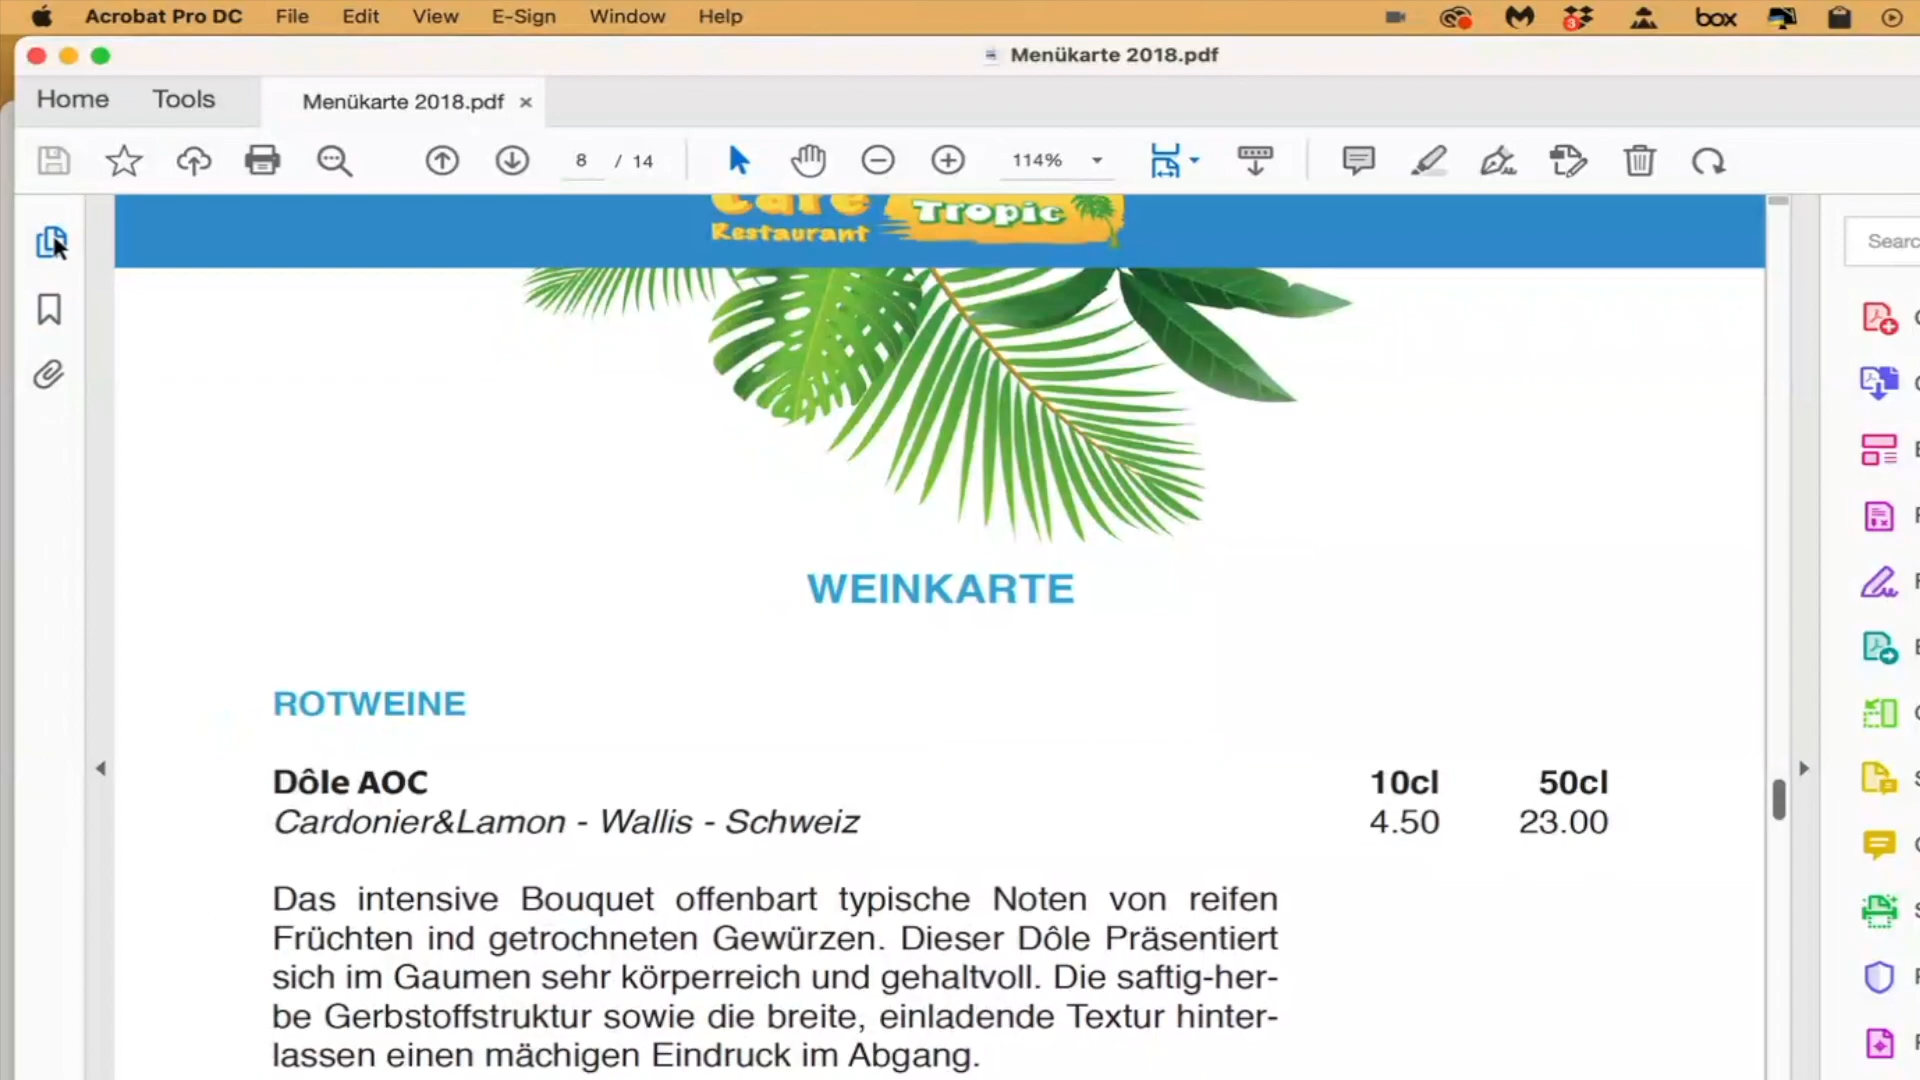 Acrobat Pro DC File Edit View E-Sign Window Help
3 box
Menükarte 2018.pdf
Home Tools Menükarte 2018.pdf ×
8 / 14 114%
Café Tropic
Restaurant
Searc
WEINKARTE
ROTWEINE
Dôle AOC 10cl 50cl
Cardonier&Lamon - Wallis - Schweiz 4.50 23.00
Das intensive Bouquet offenbart typische Noten von reifen
Früchten ind getrochneten Gewürzen. Dieser Dôle Präsentiert
sich im Gaumen sehr körperreich und gehaltvoll. Die saftig-her-
be Gerbstoffstruktur sowie die breite, einladende Textur hinter-
lassen einen mächigen Eindruck im Abgang.